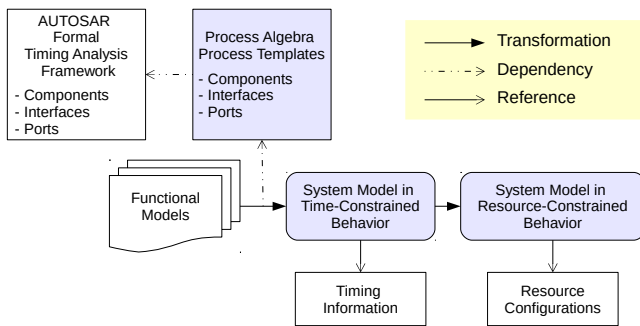 AUTOSAR
Formal
Timing Analysis
Framework
- Components
- Interfaces
- Ports
Process Algebra
Process Templates
- Components
- Interfaces
- Ports
Transformation
Dependency
Reference
Functional
Models
System Model in
Time-Constrained
Behavior
System Model in
Resource-Constrained
Behavior
Timing
Information
Resource
Configurations